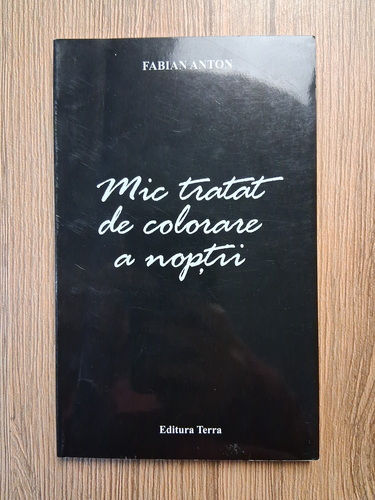 FABIAN ANTON
Mic tratat
de colorare
a nopții
Editura Terra